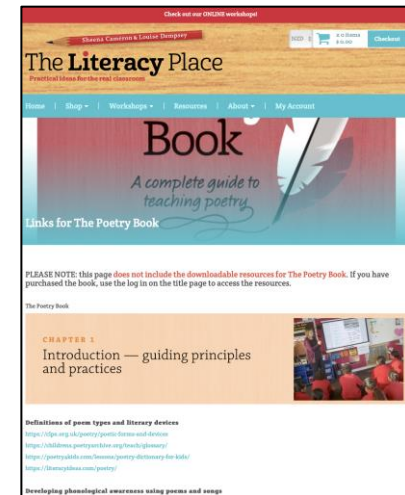 Check out our ONLINE workshops!
Sheena Cameron & Louise Dempsey
The Literacy Place
Practical ideas for the real classroom
NZD
0 items
$ 0.00
Checkout
Home | Shop | Workshops | Resources | About | My Account
Book
A complete guide to
teaching poetry
Links for The Poetry Book
PLEASE NOTE: this page does not include the downloadable resources for The Poetry Book. If you have
purchased the book, use the log in on the title page to access the resources.
The Poetry Book
CHAPTER 1
Introduction — guiding principles
and practices
Definitions of poem types and literary devices
https://clpe.org.uk/poetry/poetic-forms-and-devices
https://childrens.poetryarchive.org/teach/glossary/
https://poetry4kids.com/lessons/poetry-dictionary-for-kids/
https://literacyideas.com/poetry/
Developing phonological awareness using poems and songs